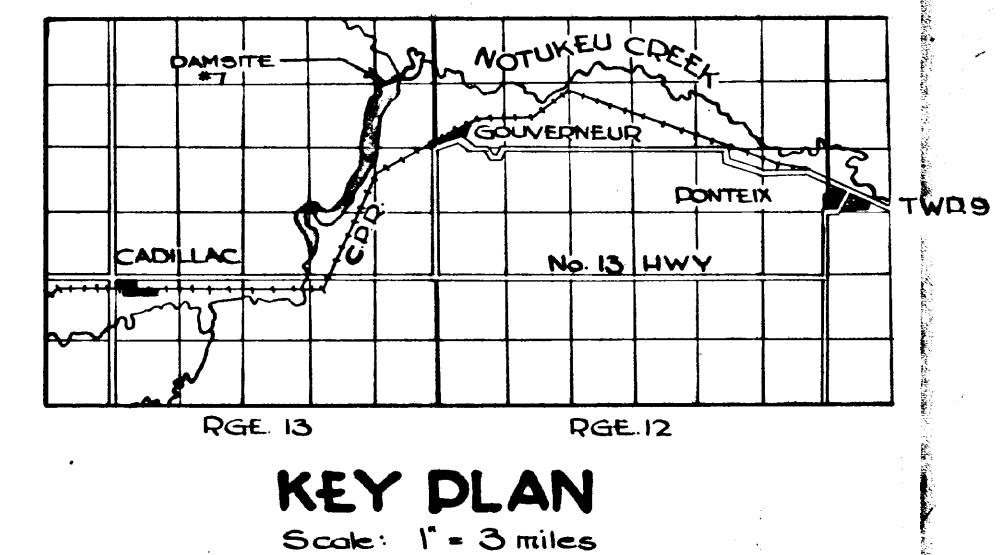 NOTUKEU CREEK
DAMSITE
#7
GOUVERNEUR
PONTEIX
TWP. 9
C.P.R.
CADILLAC
No. 13 HWY
RGE. 13
RGE. 12
KEY PLAN
Scale: 1" = 3 miles